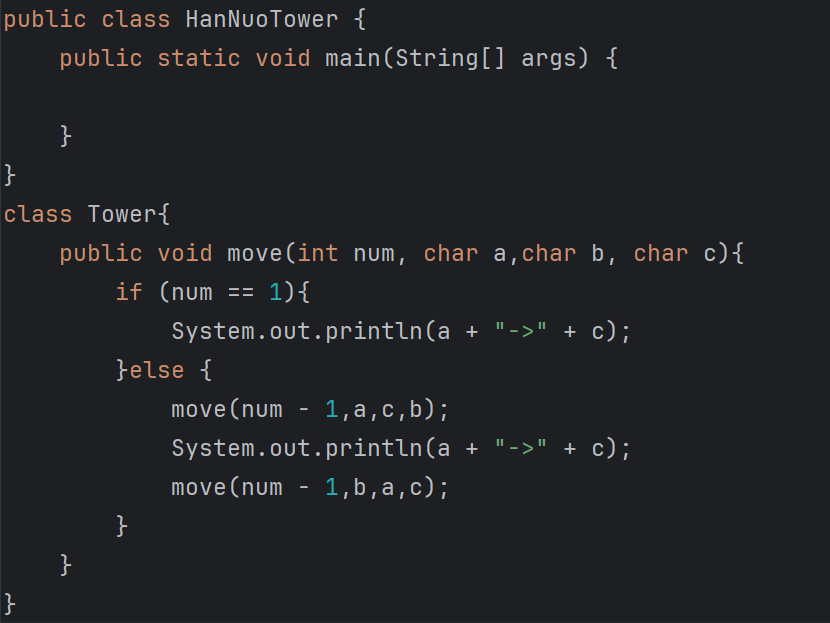 public class HanNuoTower {
    public static void main(String[] args) {

    }
}
class Tower{
    public void move(int num, char a,char b, char c){
        if (num == 1){
            System.out.println(a + "->" + c);
        }else {
            move(num - 1,a,c,b);
            System.out.println(a + "->" + c);
            move(num - 1,b,a,c);
        }
    }
}